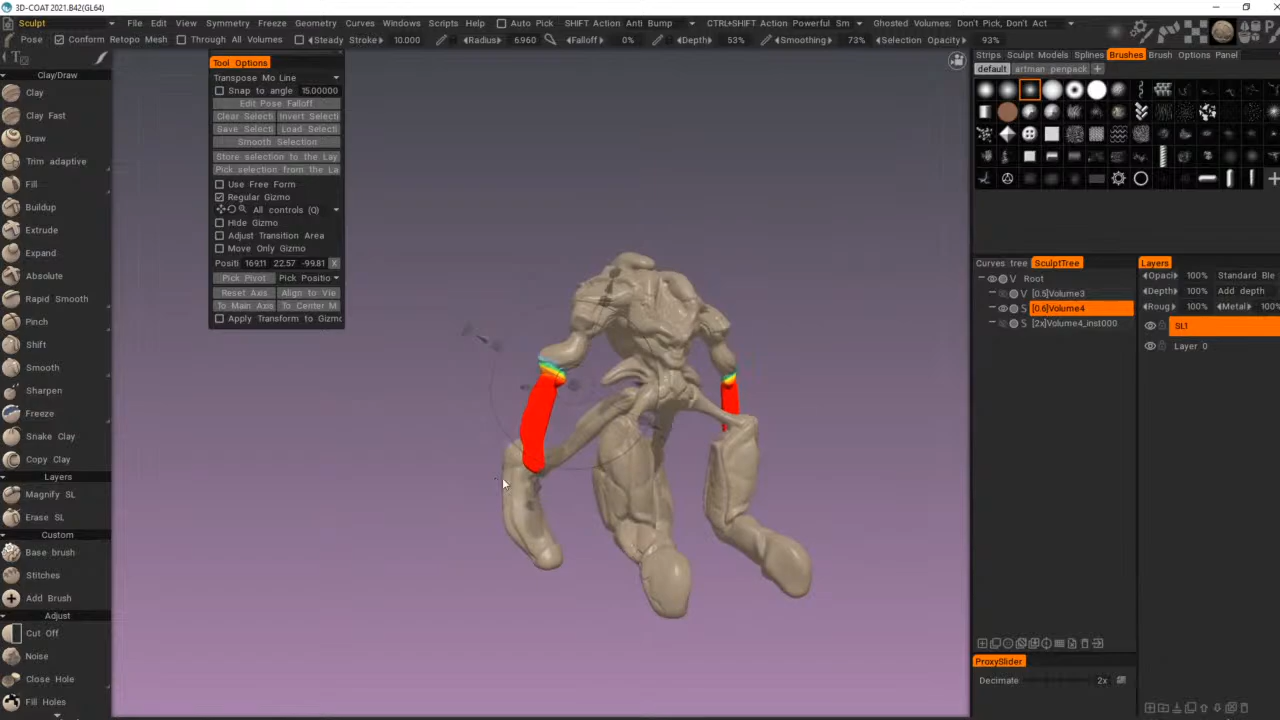 3D-COAT 2021.B42(GL64)
Sculpt File Edit View Symmetry Freeze Geometry Curves Windows Scripts Help Auto Pick SHIFT Action Anti Bump CTRL+SHIFT Action Powerful Sm Ghosted Volumes: Don't Pick, Don't Act
Pose Conform Retopo Mesh Through All Volumes Steady Stroke 10.000 Radius 6.960 Falloff 0% Depth 53% Smoothing 73% Selection Opacity 93%
Clay/Draw
Clay
Clay Fast
Draw
Trim adaptive
Fill
Buildup
Extrude
Expand
Absolute
Rapid Smooth
Pinch
Shift
Smooth
Sharpen
Freeze
Snake Clay
Copy Clay
Layers
Magnify SL
Erase SL
Custom
Base brush
Stitches
Add Brush
Adjust
Cut Off
Noise
Close Hole
Fill Holes
Tool Options
Transpose Mo Line
Snap to angle 15.00000
Edit Pose Falloff
Clear Selecti Invert Selecti
Save Selecti Load Selecti
Smooth Selection
Store selection to the Lay
Pick selection from the La
Use Free Form
Regular Gizmo
All controls (Q)
Hide Gizmo
Adjust Transition Area
Move Only Gizmo
Positi 169.11 22.57 -99.81 X
Pick Pivot Pick Positio
Reset Axis Align to Vie
To Main Axis To Center M
Apply Transform to Gizmo
Strips Sculpt Models Splines Brushes Brush Options Panel
default artman penpack +
Curves tree SculptTree
V Root
V [0.5]Volume3
S [0.6]Volume4
S [2x]Volume4_inst000
ProxySlider
Decimate 2x
Layers
Opaci 100% Standard Ble
Depth 100% Add depth
Roug 100% Metal 100%
SL1
Layer 0